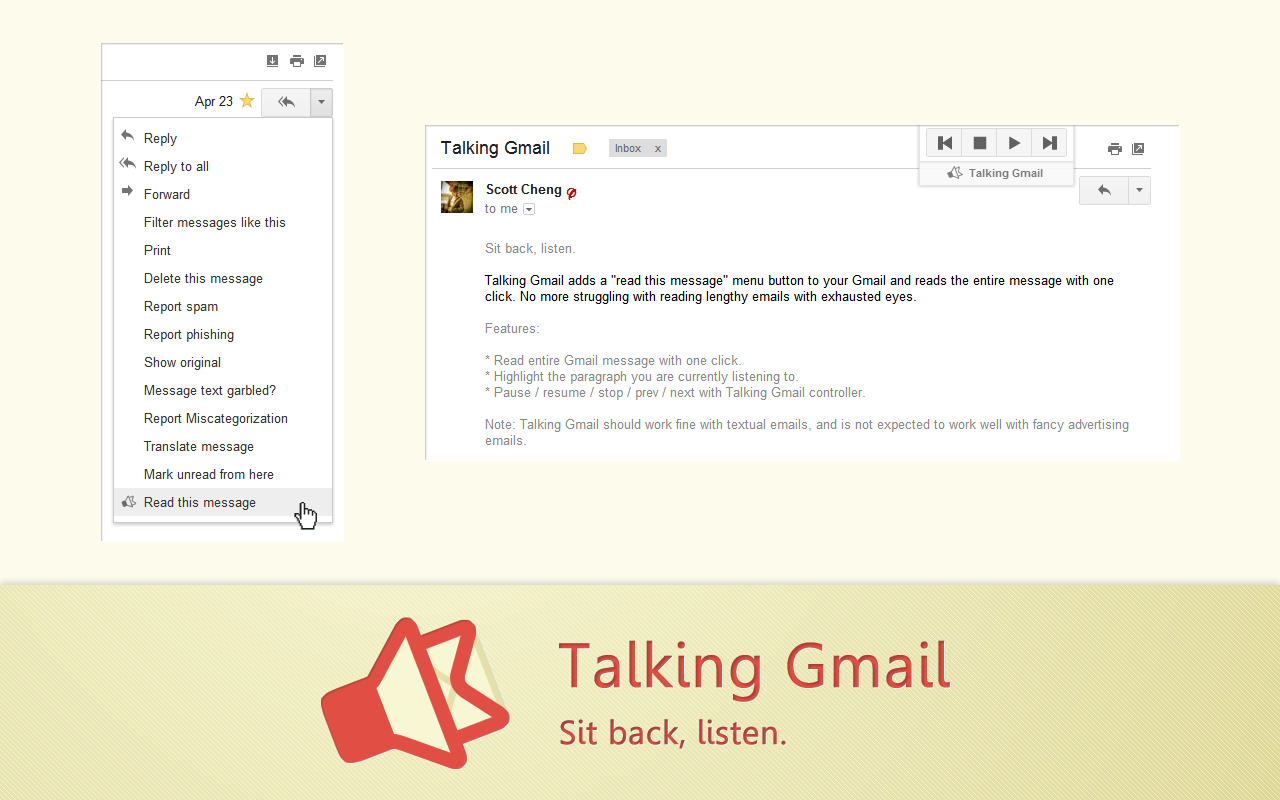 Apr 23
Reply
Reply to all
Forward
Filter messages like this
Print
Delete this message
Report spam
Report phishing
Show original
Message text garbled?
Report Miscategorization
Translate message
Mark unread from here
Read this message
Talking Gmail
Inbox x
Talking Gmail
Scott Cheng
to me
Sit back, listen.
Talking Gmail adds a "read this message" menu button to your Gmail and reads the entire message with one
click. No more struggling with reading lengthy emails with exhausted eyes.
Features:
* Read entire Gmail message with one click.
* Highlight the paragraph you are currently listening to.
* Pause / resume / stop / prev / next with Talking Gmail controller.
Note: Talking Gmail should work fine with textual emails, and is not expected to work well with fancy advertising
emails.
Talking Gmail
Sit back, listen.